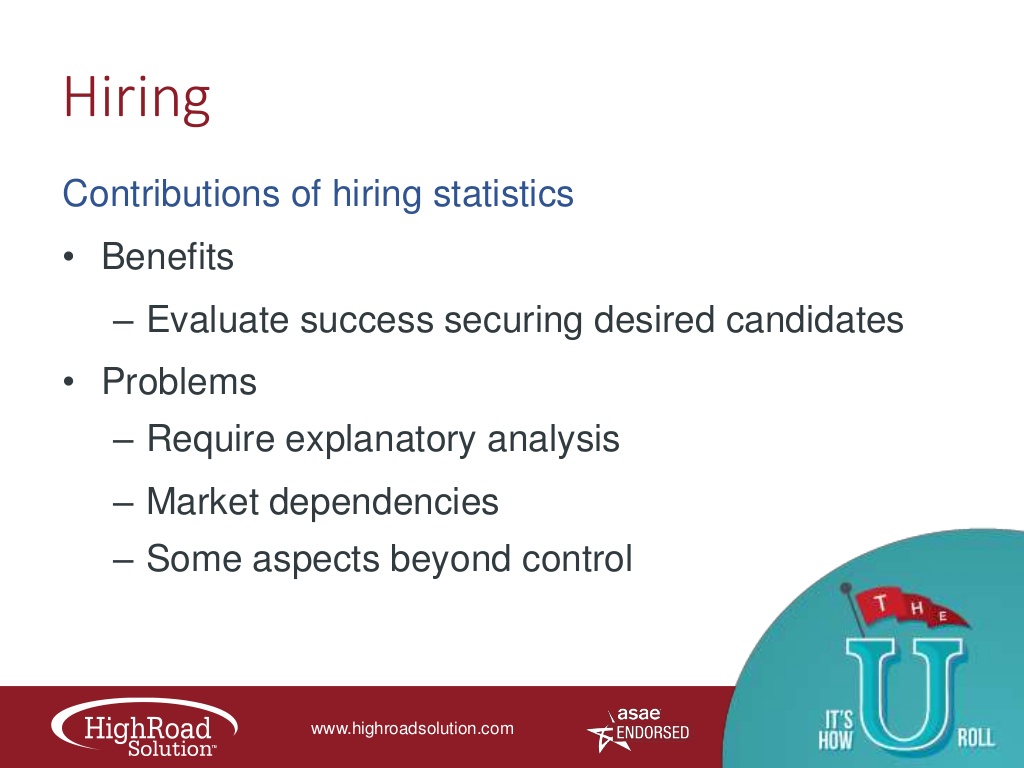 Hiring
Contributions of hiring statistics
• Benefits
– Evaluate success securing desired candidates
• Problems
– Require explanatory analysis
– Market dependencies
– Some aspects beyond control
HighRoad
Solution™
www.highroadsolution.com
asae
ENDORSED
THE
U
IT'S
HOW
ROLL